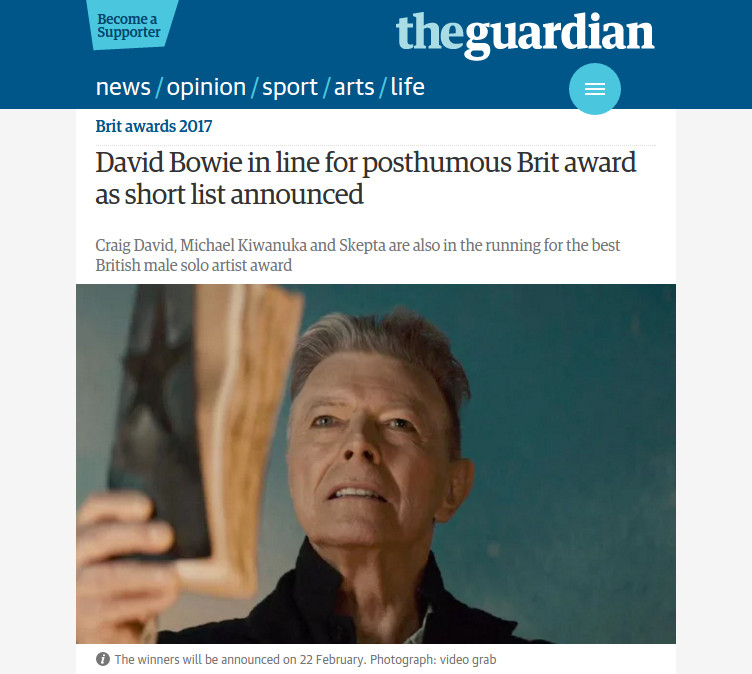 Become a
Supporter
theguardian
news / opinion / sport / arts / life
Brit awards 2017
David Bowie in line for posthumous Brit award
as short list announced
Craig David, Michael Kiwanuka and Skepta are also in the running for the best
British male solo artist award
The winners will be announced on 22 February. Photograph: video grab